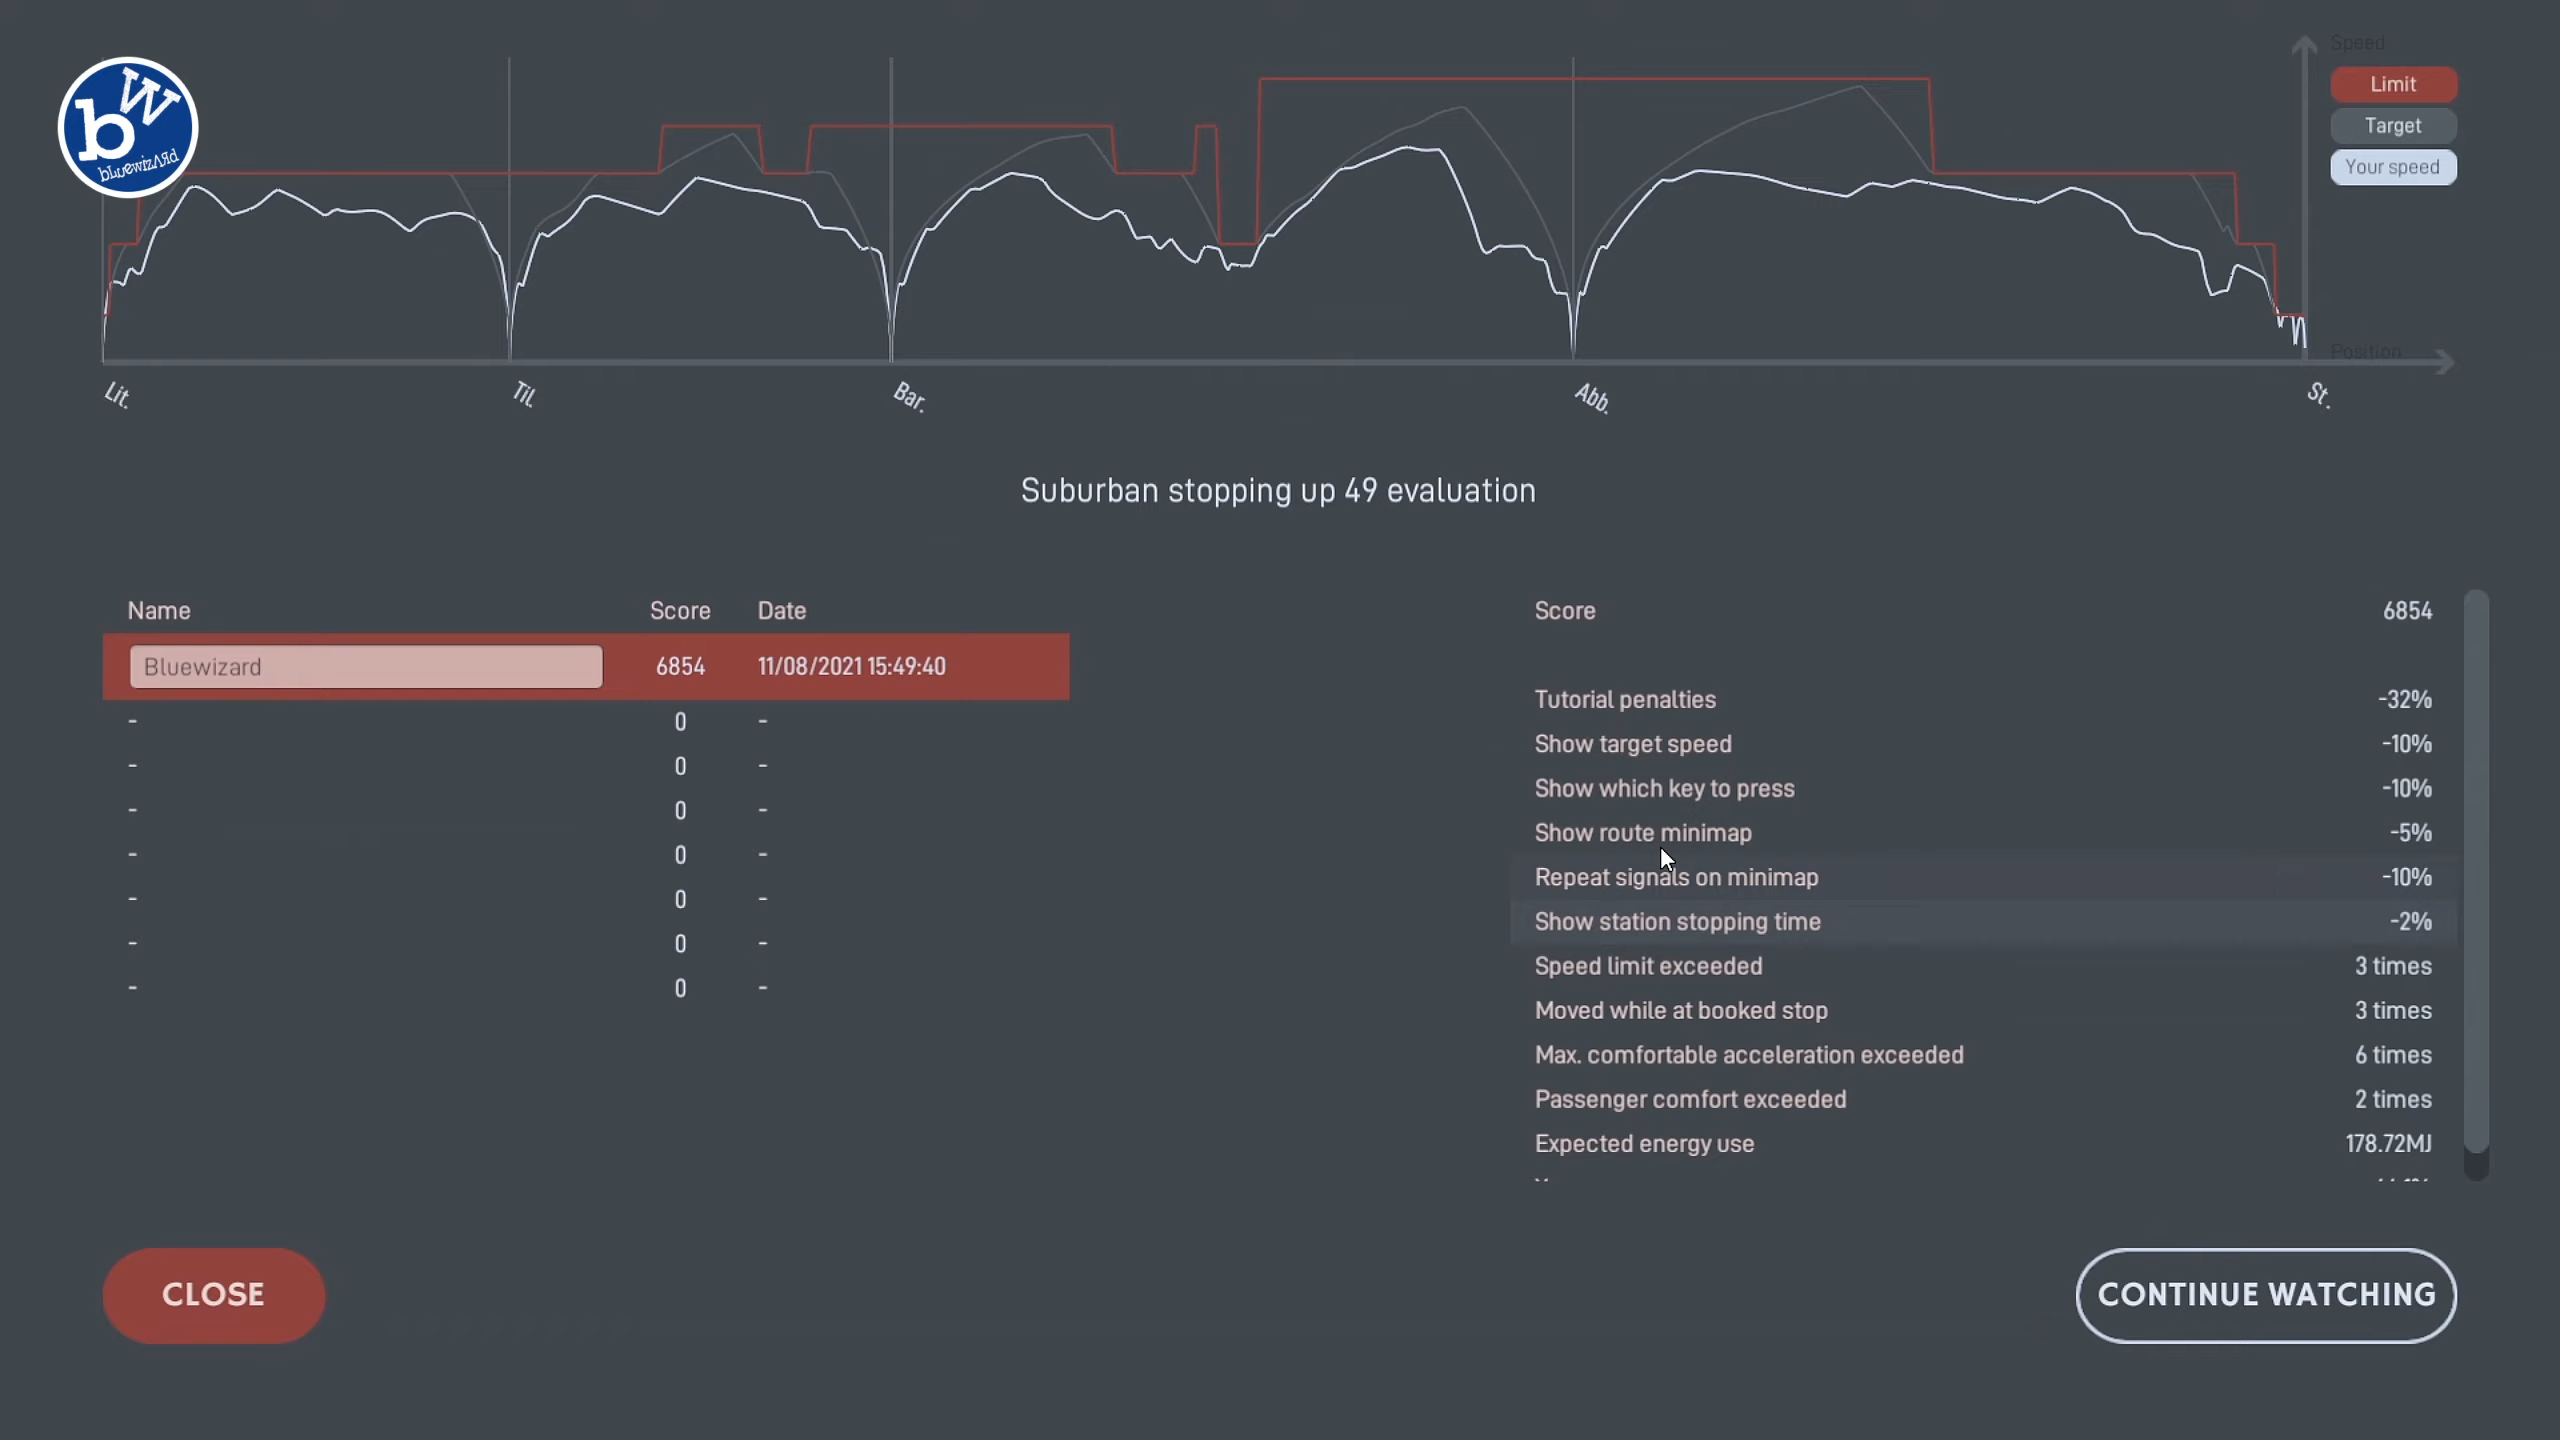 Speed
Limit
Target
Your speed
Position
bW
bluewizARd
Lit.
Til.
Bar.
Abb.
St.
Suburban stopping up 49 evaluation
Name Score Date
Bluewizard 6854 11/08/2021 15:49:40
- 0 -
- 0 -
- 0 -
- 0 -
- 0 -
- 0 -
- 0 -
Score 6854
Tutorial penalties -32%
Show target speed -10%
Show which key to press -10%
Show route minimap -5%
Repeat signals on minimap -10%
Show station stopping time -2%
Speed limit exceeded 3 times
Moved while at booked stop 3 times
Max. comfortable acceleration exceeded 6 times
Passenger comfort exceeded 2 times
Expected energy use 178.72MJ
CLOSE
CONTINUE WATCHING